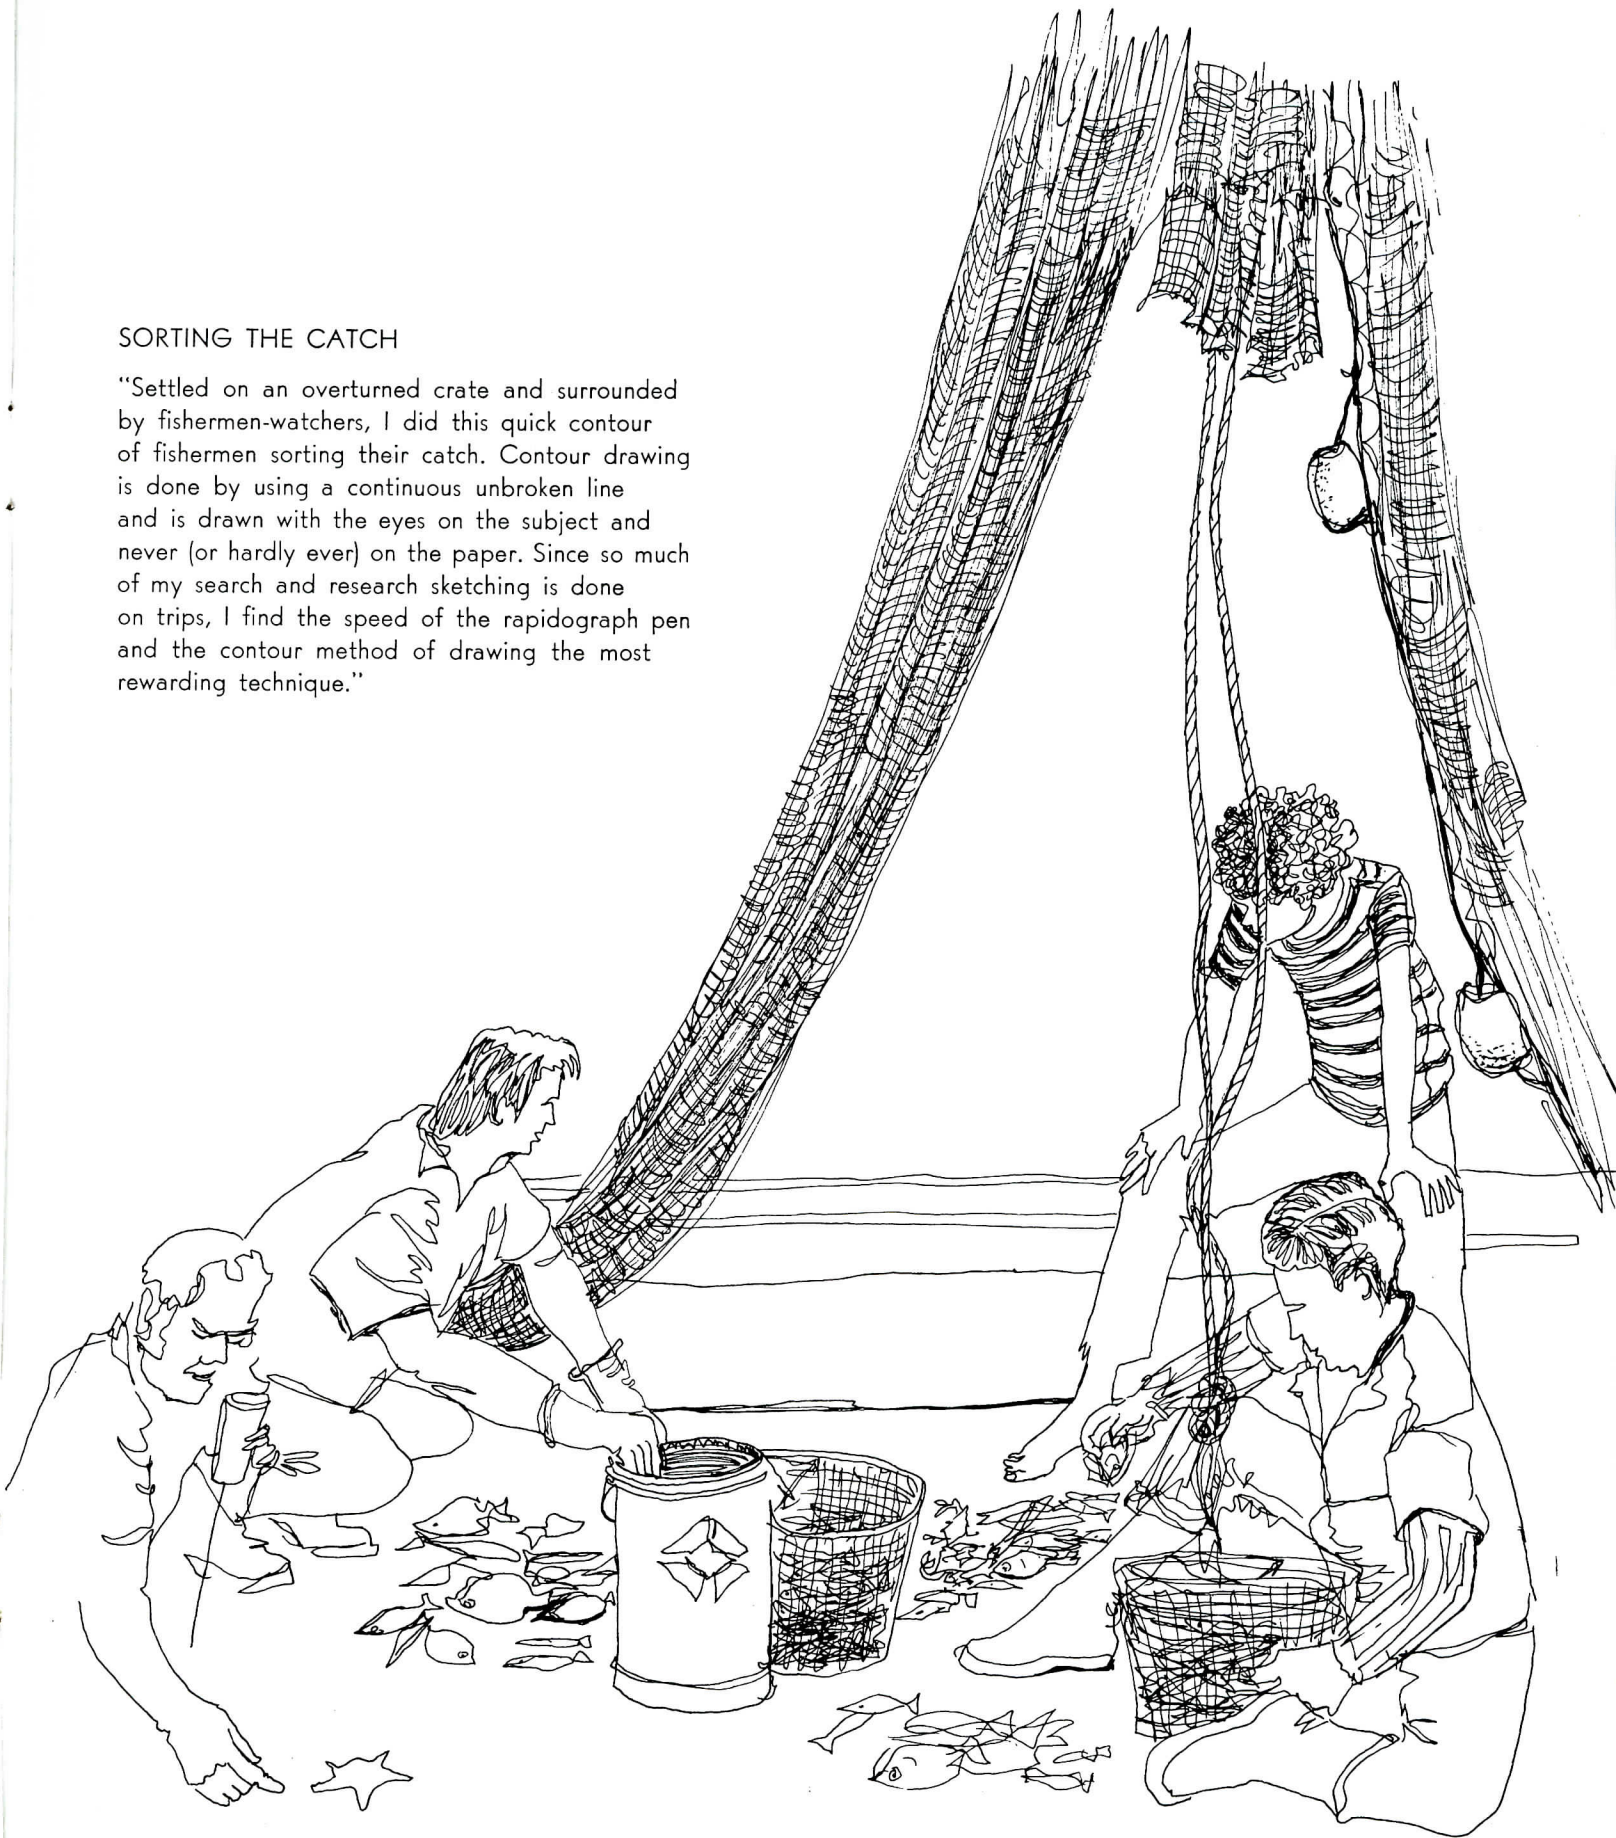 SORTING THE CATCH
"Settled on an overturned crate and surrounded
by fishermen-watchers, I did this quick contour
of fishermen sorting their catch. Contour drawing
is done by using a continuous unbroken line
and is drawn with the eyes on the subject and
never (or hardly ever) on the paper. Since so much
of my search and research sketching is done
on trips, I find the speed of the rapidograph pen
and the contour method of drawing the most
rewarding technique."